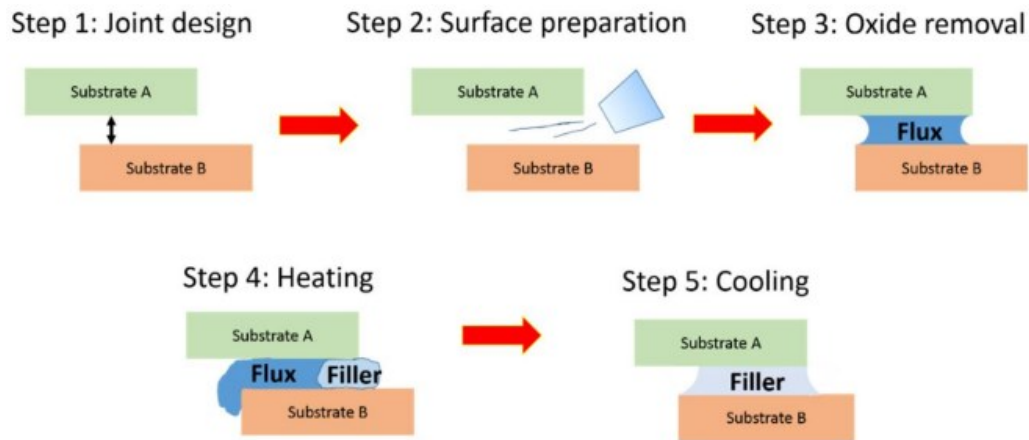 Step 1: Joint design
Step 2: Surface preparation
Step 3: Oxide removal
Substrate A
Substrate B
Substrate A
Substrate B
Substrate A
Flux
Substrate B
Step 4: Heating
Step 5: Cooling
Substrate A
Flux
Filler
Substrate B
Substrate A
Filler
Substrate B